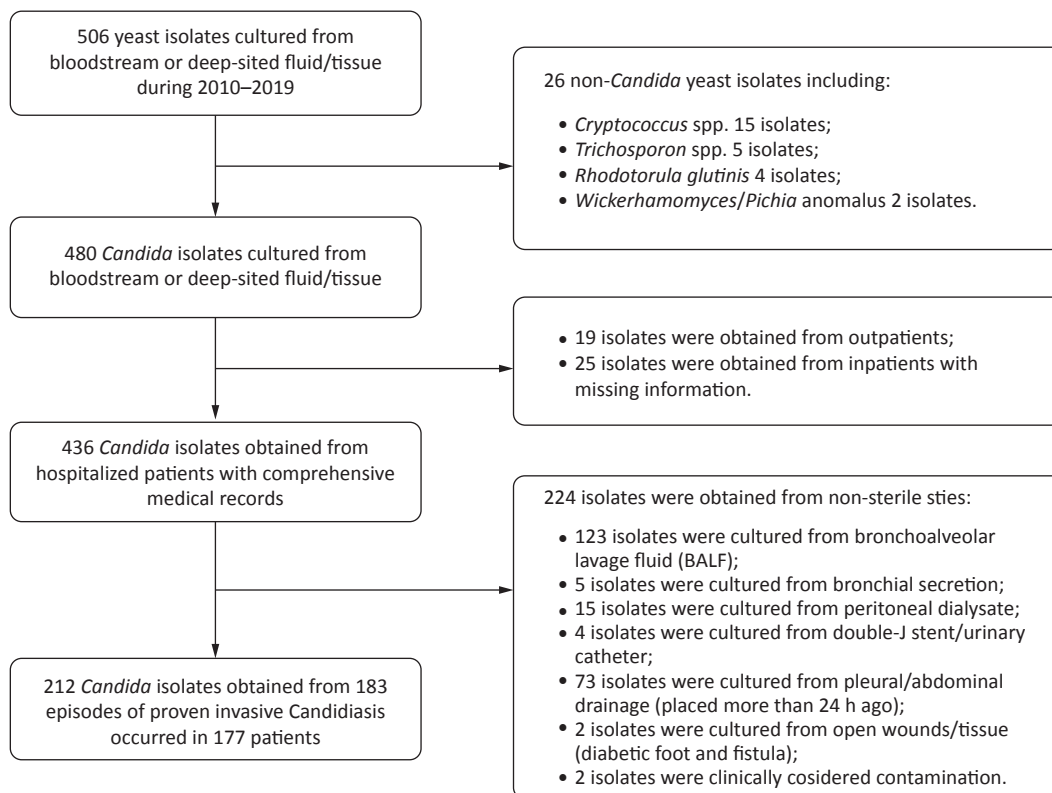 506 yeast isolates cultured from
bloodstream or deep-sited fluid/tissue
during 2010–2019
26 non-Candida yeast isolates including:
• Cryptococcus spp. 15 isolates;
• Trichosporon spp. 5 isolates;
• Rhodotorula glutinis 4 isolates;
• Wickerhamomyces/Pichia anomalus 2 isolates.
480 Candida isolates cultured from
bloodstream or deep-sited fluid/tissue
• 19 isolates were obtained from outpatients;
• 25 isolates were obtained from inpatients with
missing information.
436 Candida isolates obtained from
hospitalized patients with comprehensive
medical records
224 isolates were obtained from non-sterile sties:
• 123 isolates were cultured from bronchoalveolar
lavage fluid (BALF);
• 5 isolates were cultured from bronchial secretion;
• 15 isolates were cultured from peritoneal dialysate;
• 4 isolates were cultured from double-J stent/urinary
catheter;
• 73 isolates were cultured from pleural/abdominal
drainage (placed more than 24 h ago);
• 2 isolates were cultured from open wounds/tissue
(diabetic foot and fistula);
• 2 isolates were clinically cosidered contamination.
212 Candida isolates obtained from 183
episodes of proven invasive Candidiasis
occurred in 177 patients